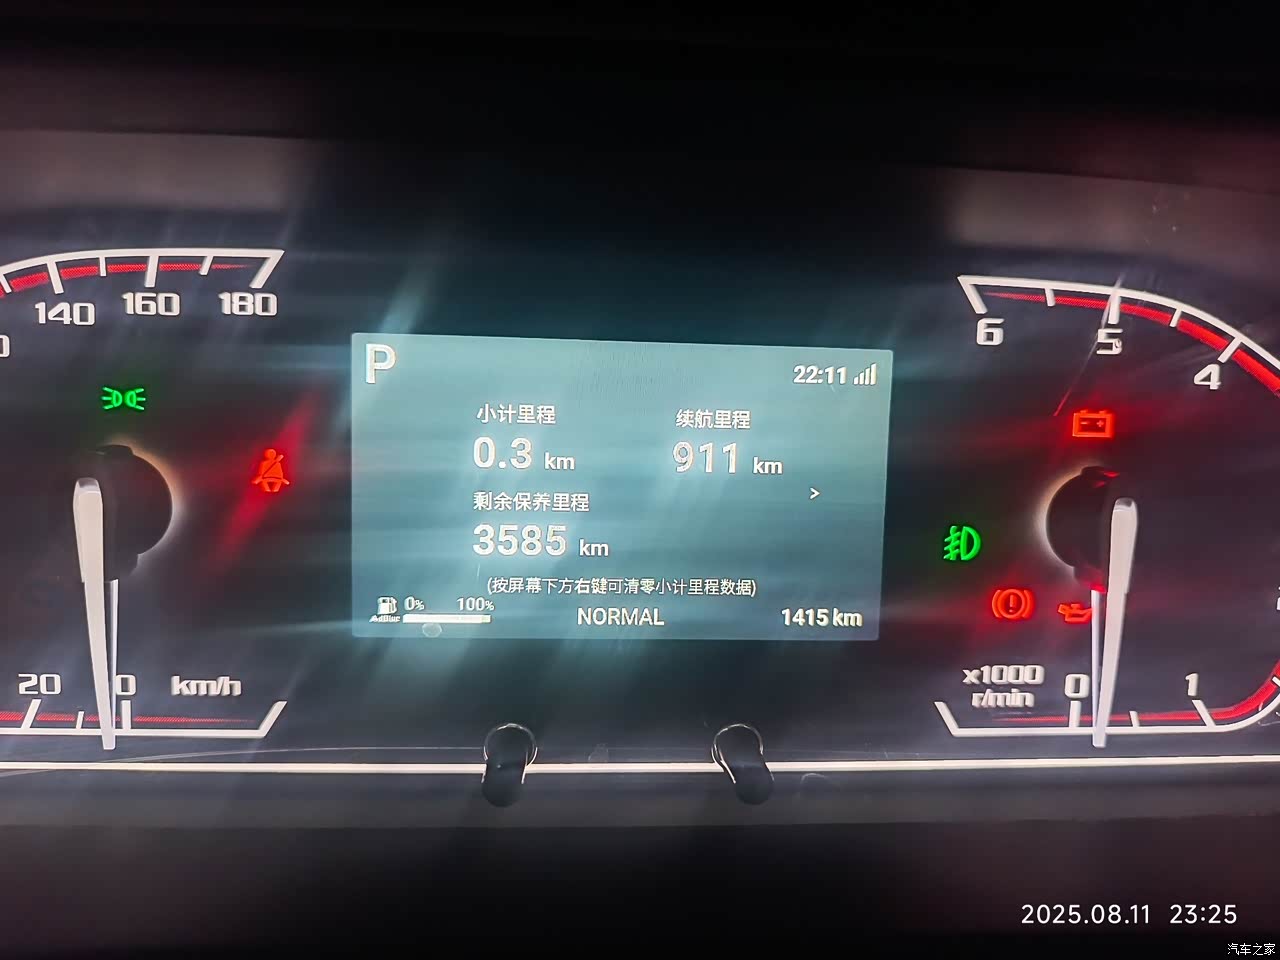 140 160 180
6 5 4
P
22:11
小计里程 续航里程
0.3 km 911 km
>
剩余保养里程
3585 km
(按屏幕下方右键可清零小计里程数据)
0% 100%
AdBlue
NORMAL 1415 km
20 0 km/h
x1000
r/min
0 1
2025.08.11 23:25
汽车之家